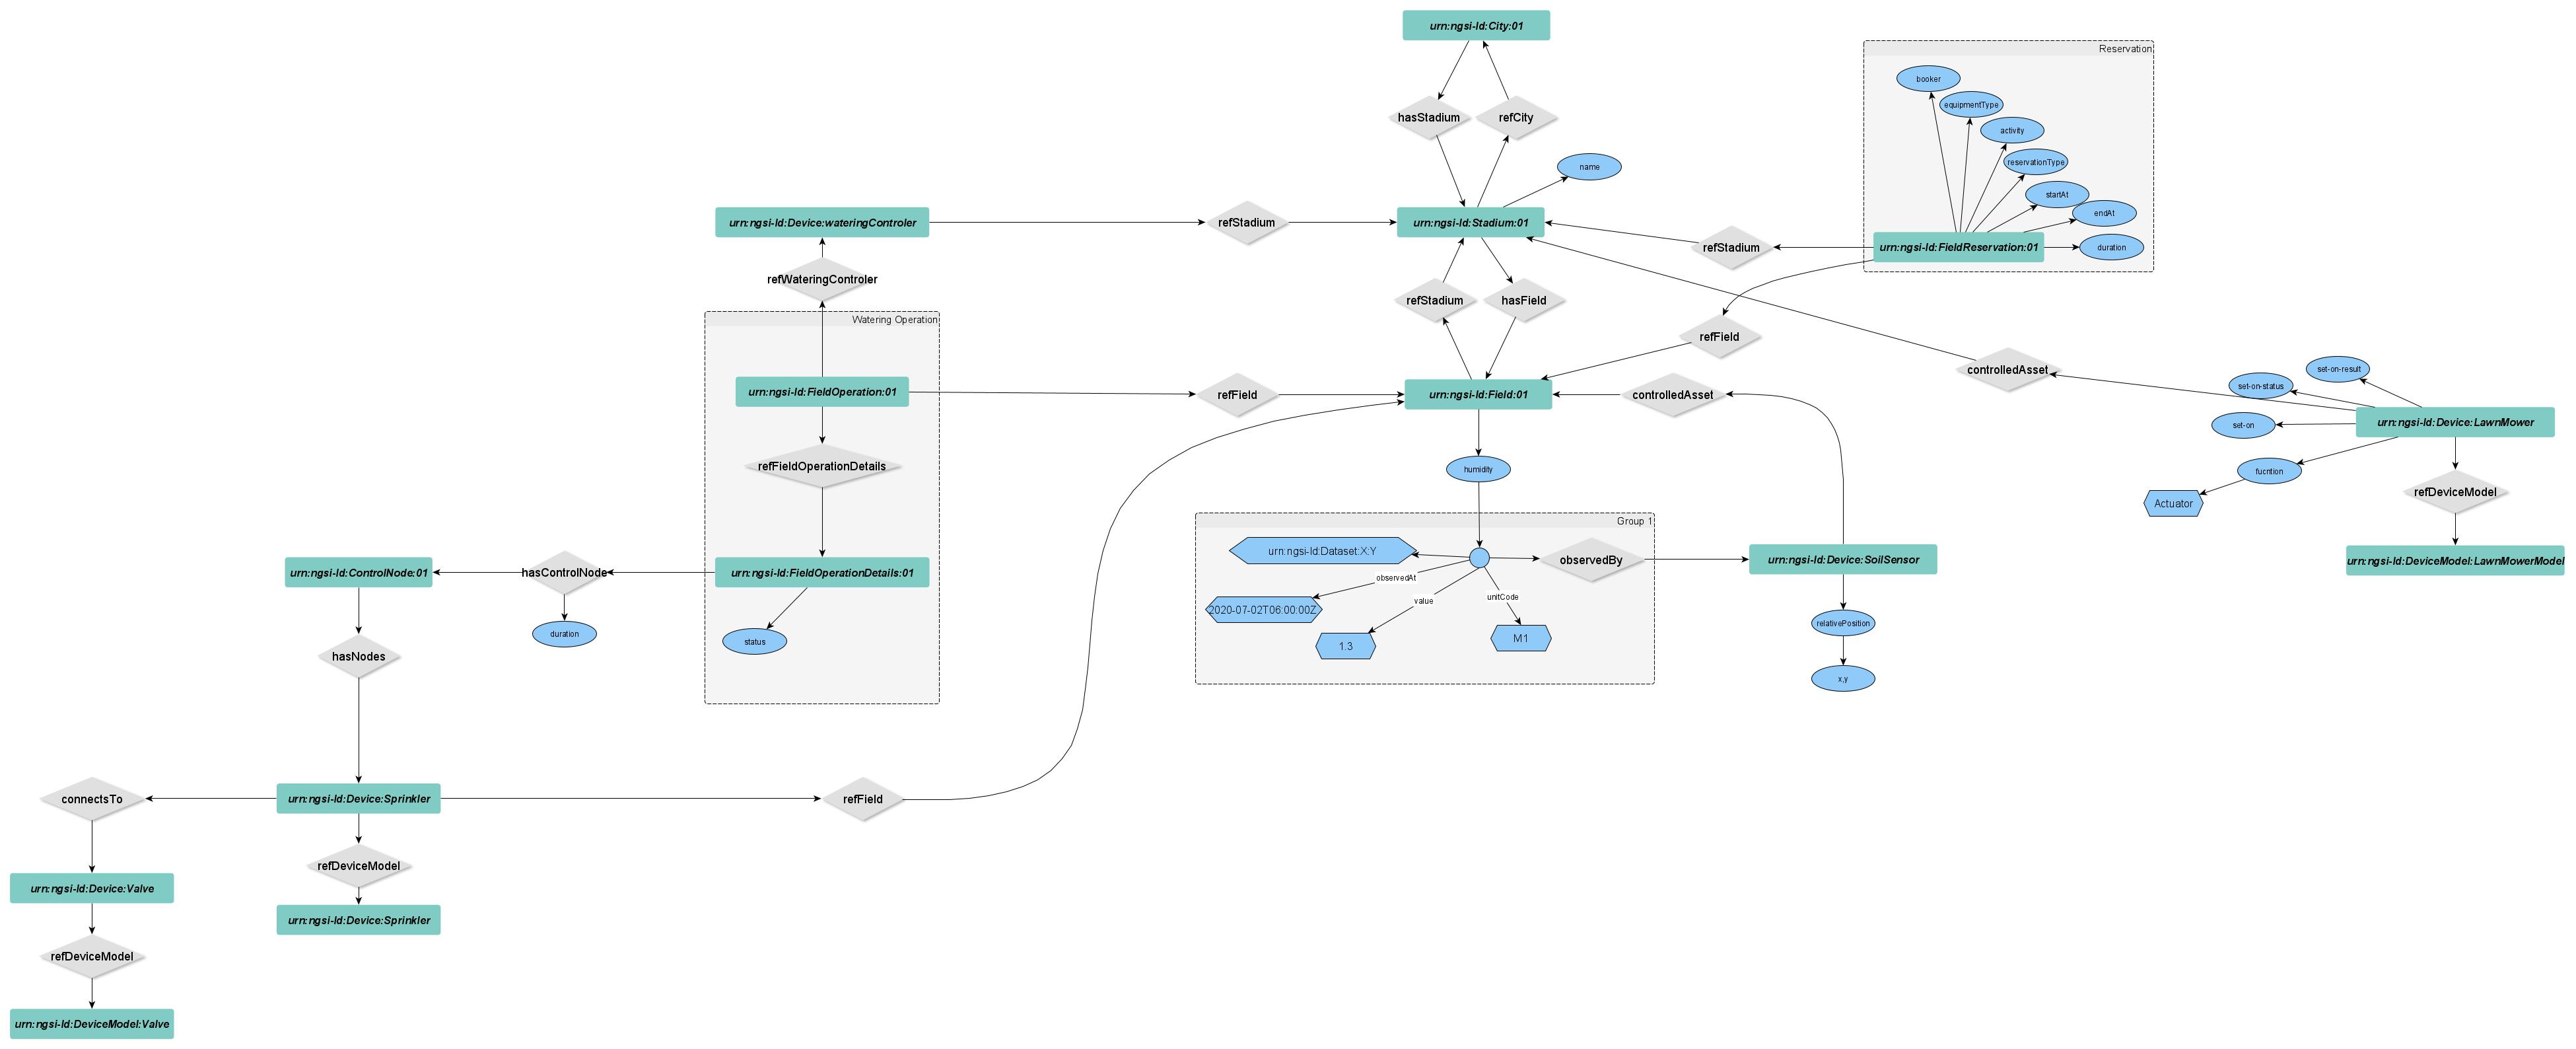 urn:ngsi-ld:City:01
Reservation
booker
equipmentType
hasStadium
refCity
activity
reservationType
name
startAt
endAt
urn:ngsi-ld:Device:wateringControler
refStadium
urn:ngsi-ld:Stadium:01
refStadium
urn:ngsi-ld:FieldReservation:01
duration
refWateringControler
refStadium
hasField
Watering Operation
refField
controlledAsset
set-on-result
set-on-status
urn:ngsi-ld:FieldOperation:01
refField
urn:ngsi-ld:Field:01
controlledAsset
set-on
urn:ngsi-ld:Device:LawnMower
refFieldOperationDetails
humidity
fucntion
Actuator
refDeviceModel
Group 1
urn:ngsi-ld:Dataset:X:Y
observedBy
urn:ngsi-ld:Device:SoilSensor
urn:ngsi-ld:DeviceModel:LawnMowerModel
urn:ngsi-ld:ControlNode:01
hasControlNode
urn:ngsi-ld:FieldOperationDetails:01
observedAt
value
unitCode
2020-07-02T06:00:00Z
relativePosition
duration
status
1.3
M1
hasNodes
x,y
connectsTo
urn:ngsi-ld:Device:Sprinkler
refField
refDeviceModel
urn:ngsi-ld:Device:Valve
urn:ngsi-ld:Device:Sprinkler
refDeviceModel
urn:ngsi-ld:DeviceModel:Valve